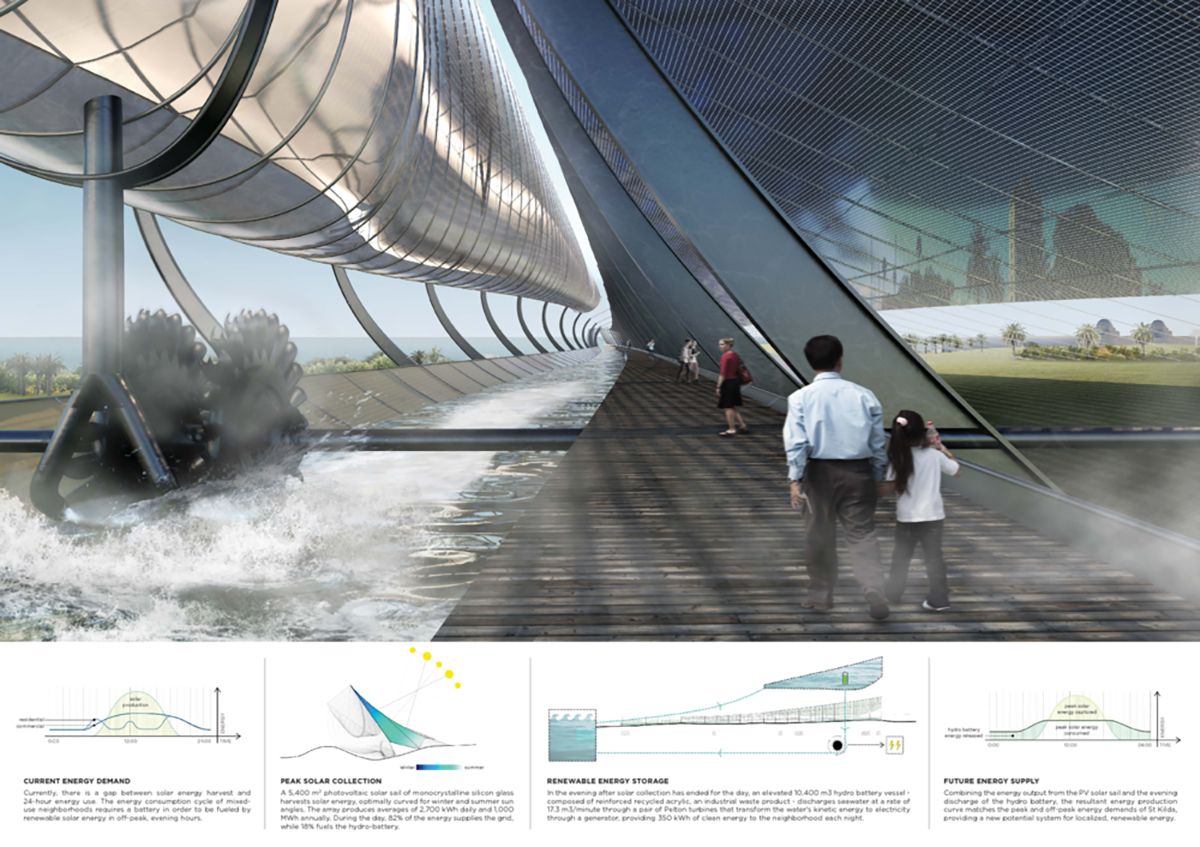 solar
production
residential
commercial
ENERGY
0:00
12:00
24:00
TIME
CURRENT ENERGY DEMAND
Currently, there is a gap between solar energy harvest and
24-hour energy use. The energy consumption cycle of mixed-
use neighborhoods requires a battery in order to be fueled by
renewable solar energy in off-peak, evening hours.
winter
summer
PEAK SOLAR COLLECTION
A 5,400 m² photovoltaic solar sail of monocrystalline silicon glass
harvests solar energy, optimally curved for winter and summer sun
angles. The array produces averages of 2,700 kWh daily and 1,000
MWh annually. During the day, 82% of the energy supplies the grid,
while 18% fuels the hydro-battery.
RENEWABLE ENERGY STORAGE
In the evening after solar collection has ended for the day, an elevated 10,400 m3 hydro battery vessel -
composed of reinforced recycled acrylic, an industrial waste product - discharges seewater at a rate of
17.3 m3/minute through a pair of Pelton turbines that transform the water's kinetic energy to electricity
through a generator, providing 350 kWh of clean energy to the neighborhood each night.
peak solar
energy captured
peak solar energy
consumed
hydro battery
energy released
ENERGY
0:00
12:00
24:00
TIME
FUTURE ENERGY SUPPLY
Combining the energy output from the PV solar sail and the evening
discharge of the hydro battery, the resultant energy production
curve matches the peak and off-peak energy demands of St Kilda,
providing a new potential system for localized, renewable energy.